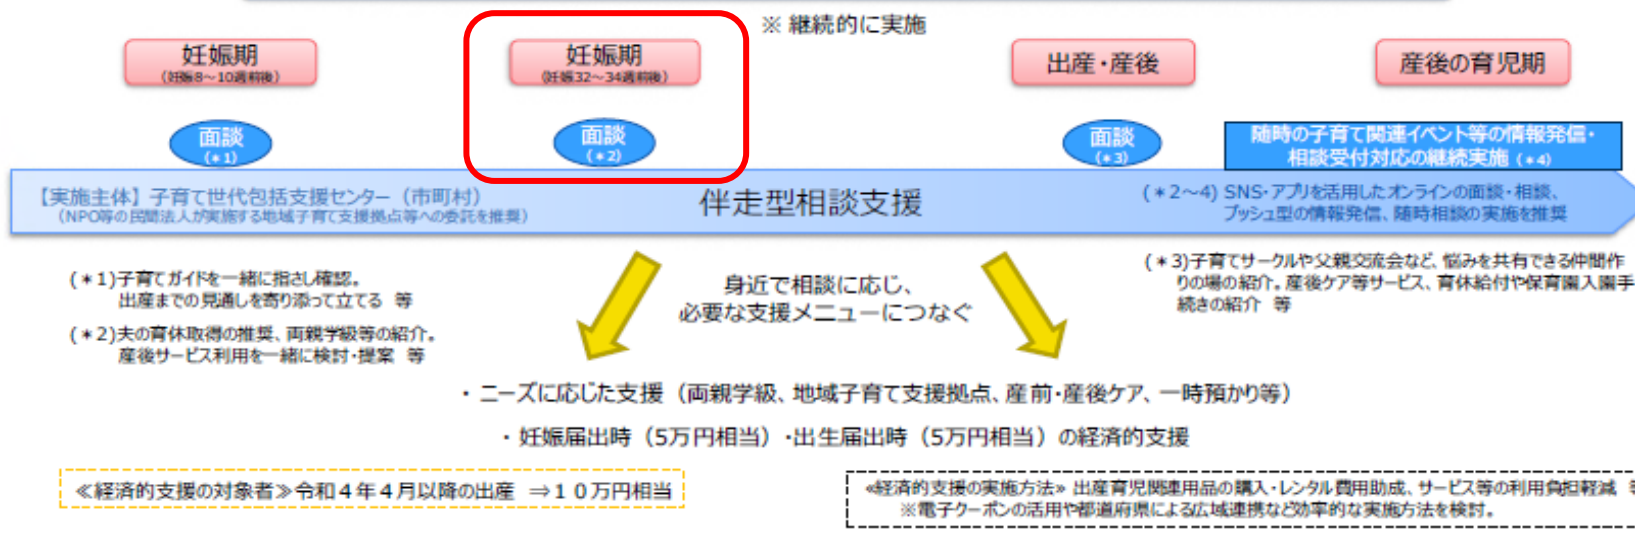 ※ 継続的に実施
妊娠期
(妊娠8～10週前後)
妊娠期
(妊娠32～34週前後)
出産・産後
産後の育児期
面談
(*1)
面談
(*2)
面談
(*3)
随時の子育て関連イベント等の情報発信・
相談受付対応の継続実施 (*4)
【実施主体】子育て世代包括支援センター（市町村）
(NPO等の民間法人が実施する地域子育て支援拠点等への委託を推奨)
伴走型相談支援
(*2～4) SNS・アプリを活用したオンラインの面談・相談、
プッシュ型の情報発信、随時相談の実施を推奨
(*1)子育てガイドを一緒に指さし確認。
出産までの見通しを寄り添って立てる 等
(*2)夫の育休取得の推奨、両親学級等の紹介。
産後サービス利用を一緒に検討・提案 等
身近で相談に応じ、
必要な支援メニューにつなぐ
(*3)子育てサークルや父親交流会など、悩みを共有できる仲間作
りの場の紹介。産後ケア等サービス、育休給付や保育園入園手
続きの紹介 等
・ニーズに応じた支援（両親学級、地域子育て支援拠点、産前・産後ケア、一時預かり等）
・妊娠届出時（5万円相当）・出生届出時（5万円相当）の経済的支援
≪経済的支援の対象者≫令和４年４月以降の出産 ⇒１０万円相当
≪経済的支援の実施方法≫ 出産育児関連用品の購入・レンタル費用助成、サービス等の利用負担軽減 等
※電子クーポンの活用や都道府県による広域連携など効率的な実施方法を検討。